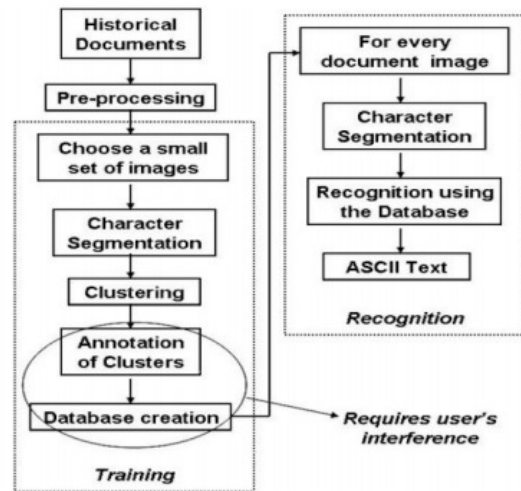 Historical
Documents
Pre-processing
Choose a small
set of images
Character
Segmentation
Clustering
Annotation
of Clusters
Database creation
Training
For every
document image
Character
Segmentation
Recognition using
the Database
ASCII Text
Recognition
Requires user's
interference